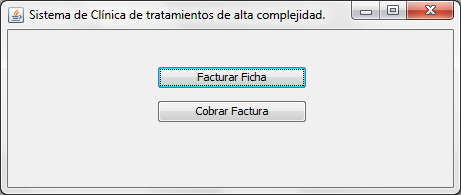 Sistema de Clínica de tratamientos de alta complejidad.
Facturar Ficha
Cobrar Factura